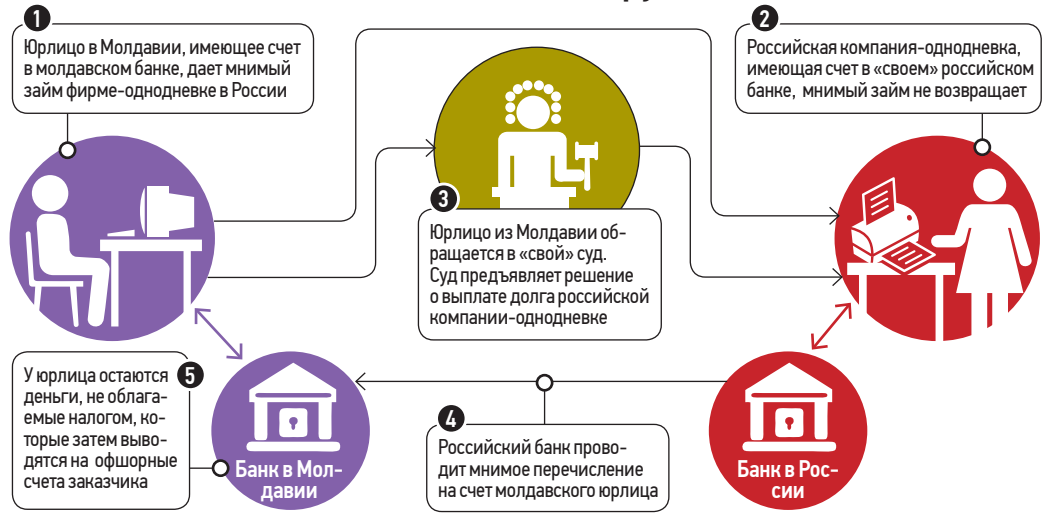 1
Юрлицо в Молдавии, имеющее счет
в молдавском банке, дает мнимый
займ фирме-однодневке в России
2
Российская компания-однодневка,
имеющая счет в «своем» российском
банке, мнимый займ не возвращает
3
Юрлицо из Молдавии об-
ращается в «свой» суд.
Суд предъявляет решение
о выплате долга российской
компании-однодневке
4
Российский банк прово-
дит мнимое перечисление
на счет молдавского юрлица
5
У юрлица остаются
деньги, не облага-
емые налогом, ко-
торые затем выво-
дятся на офшорные
счета заказчика
Банк в Мол-
давии
Банк в Рос-
сии